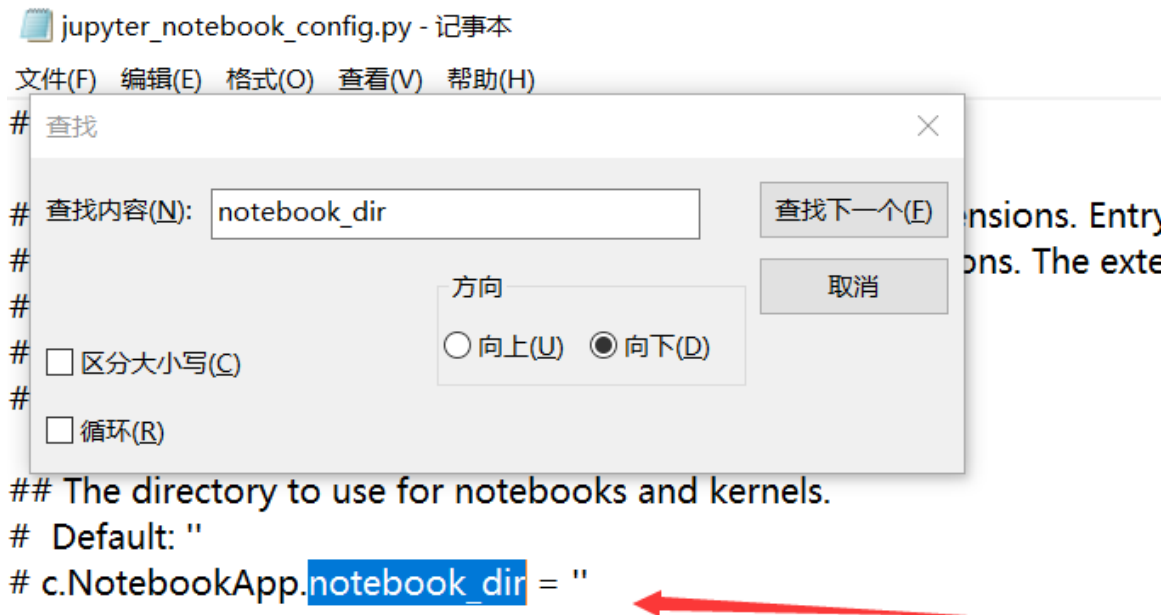 jupyter_notebook_config.py - 记事本
文件(F) 编辑(E) 格式(O) 查看(V) 帮助(H)
#
查找
# 查找内容(N): notebook_dir 查找下一个(F) Entry
# ons. The
取消
方向
#
向上(U) 向下(D)
# 区分大小写(C)
#
循环(R)
## The directory to use for notebooks and kernels.
# Default: ''
# c.NotebookApp.notebook_dir = ''